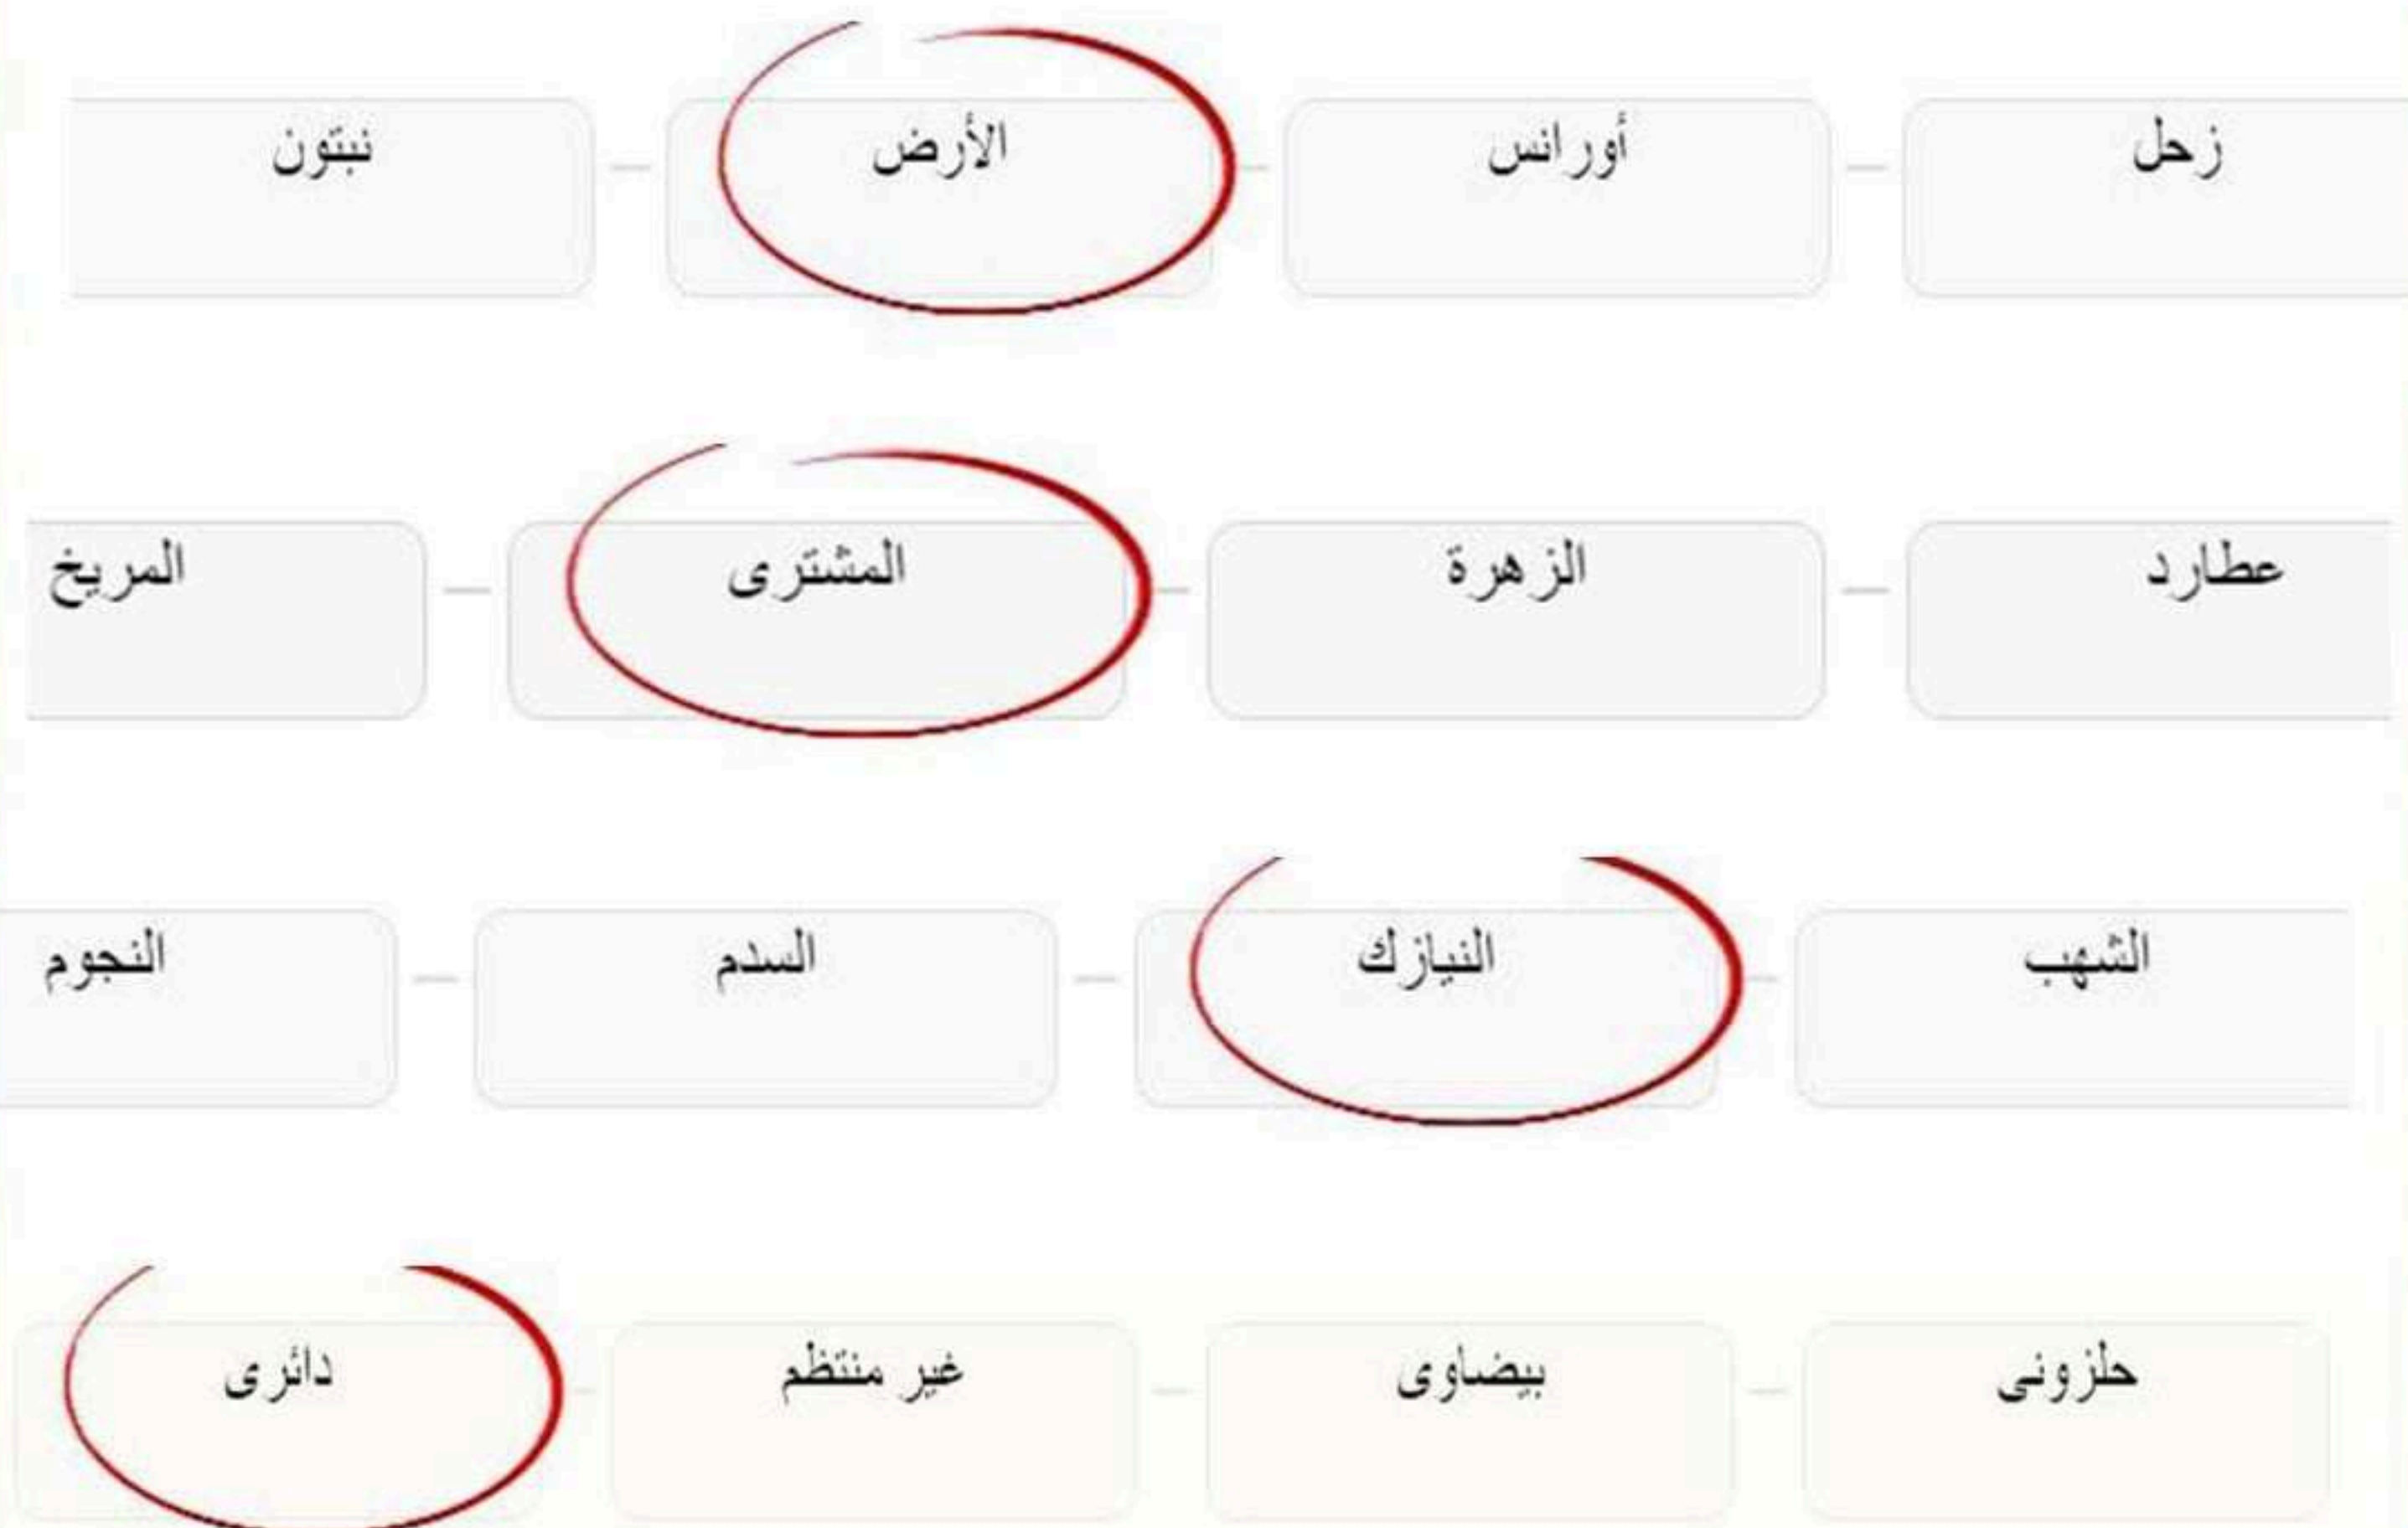 زحل – أورانس – الأرض – نبتون
عطارد – الزهرة – المشترى – المريخ
الشهب – النيازك – السدم – النجوم
حلزونى – بيضاوى – غير منتظم – دائرى